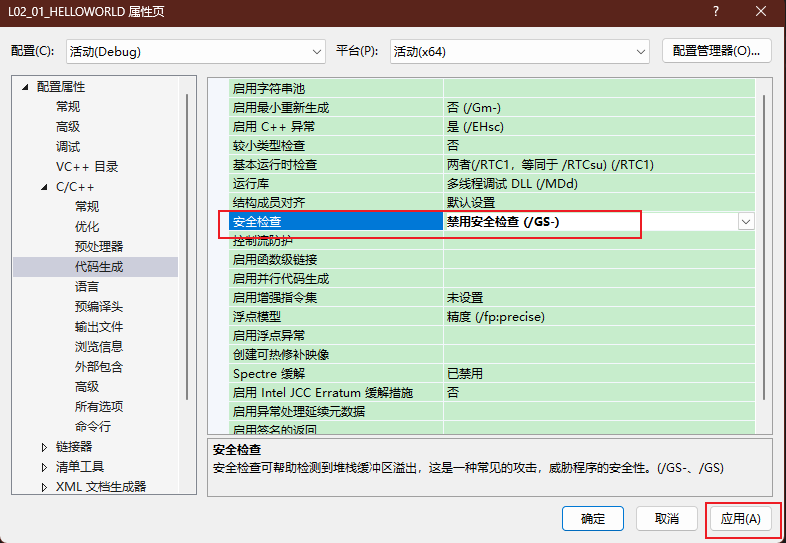 L02_01_HELLOWORLD 属性页
配置(C): 活动(Debug) 平台(P): 活动(x64) 配置管理器(O)...
配置属性
常规
高级
调试
VC++ 目录
C/C++
常规
优化
预处理器
代码生成
语言
预编译头
输出文件
浏览信息
外部包含
高级
所有选项
命令行
链接器
清单工具
XML 文档生成器
启用字符串池
启用最小重新生成 否 (/Gm-)
启用 C++ 异常 是 (/EHsc)
较小类型检查 否
基本运行时检查 两者(/RTC1，等同于 /RTCsu) (/RTC1)
运行库 多线程调试 DLL (/MDd)
结构成员对齐 默认设置
安全检查 禁用安全检查 (/GS-)
控制流防护
启用函数级链接
启用并行代码生成
启用增强指令集 未设置
浮点模型 精度 (/fp:precise)
启用浮点异常
创建可热修补映像
Spectre 缓解 已禁用
启用 Intel JCC Erratum 缓解措施 否
启用异常处理延续元数据
启用签名的返回
安全检查
安全检查可帮助检测到堆栈缓冲区溢出，这是一种常见的攻击，威胁程序的安全性。(/GS-、/GS)
确定 取消 应用(A)